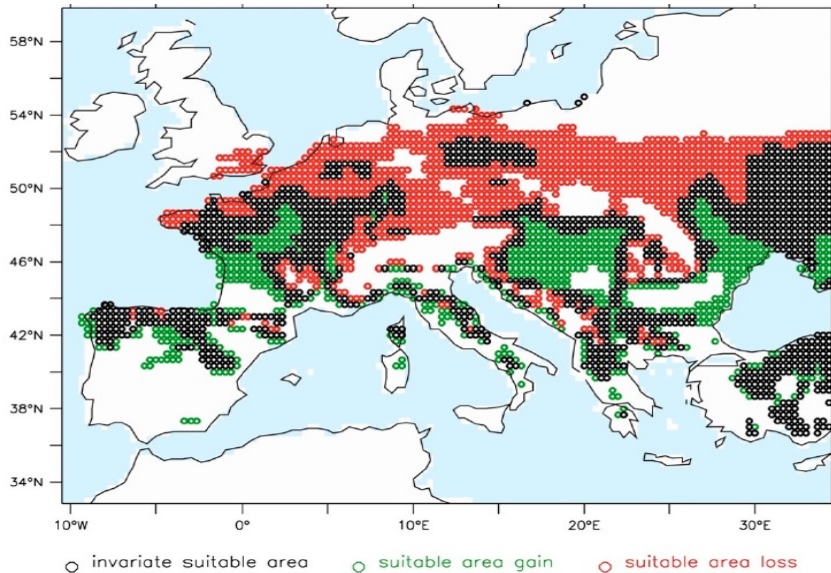 58°N
54°N
50°N
46°N
42°N
38°N
34°N
10°W 0° 10°E 20°E 30°E
invariate suitable area suitable area gain suitable area loss